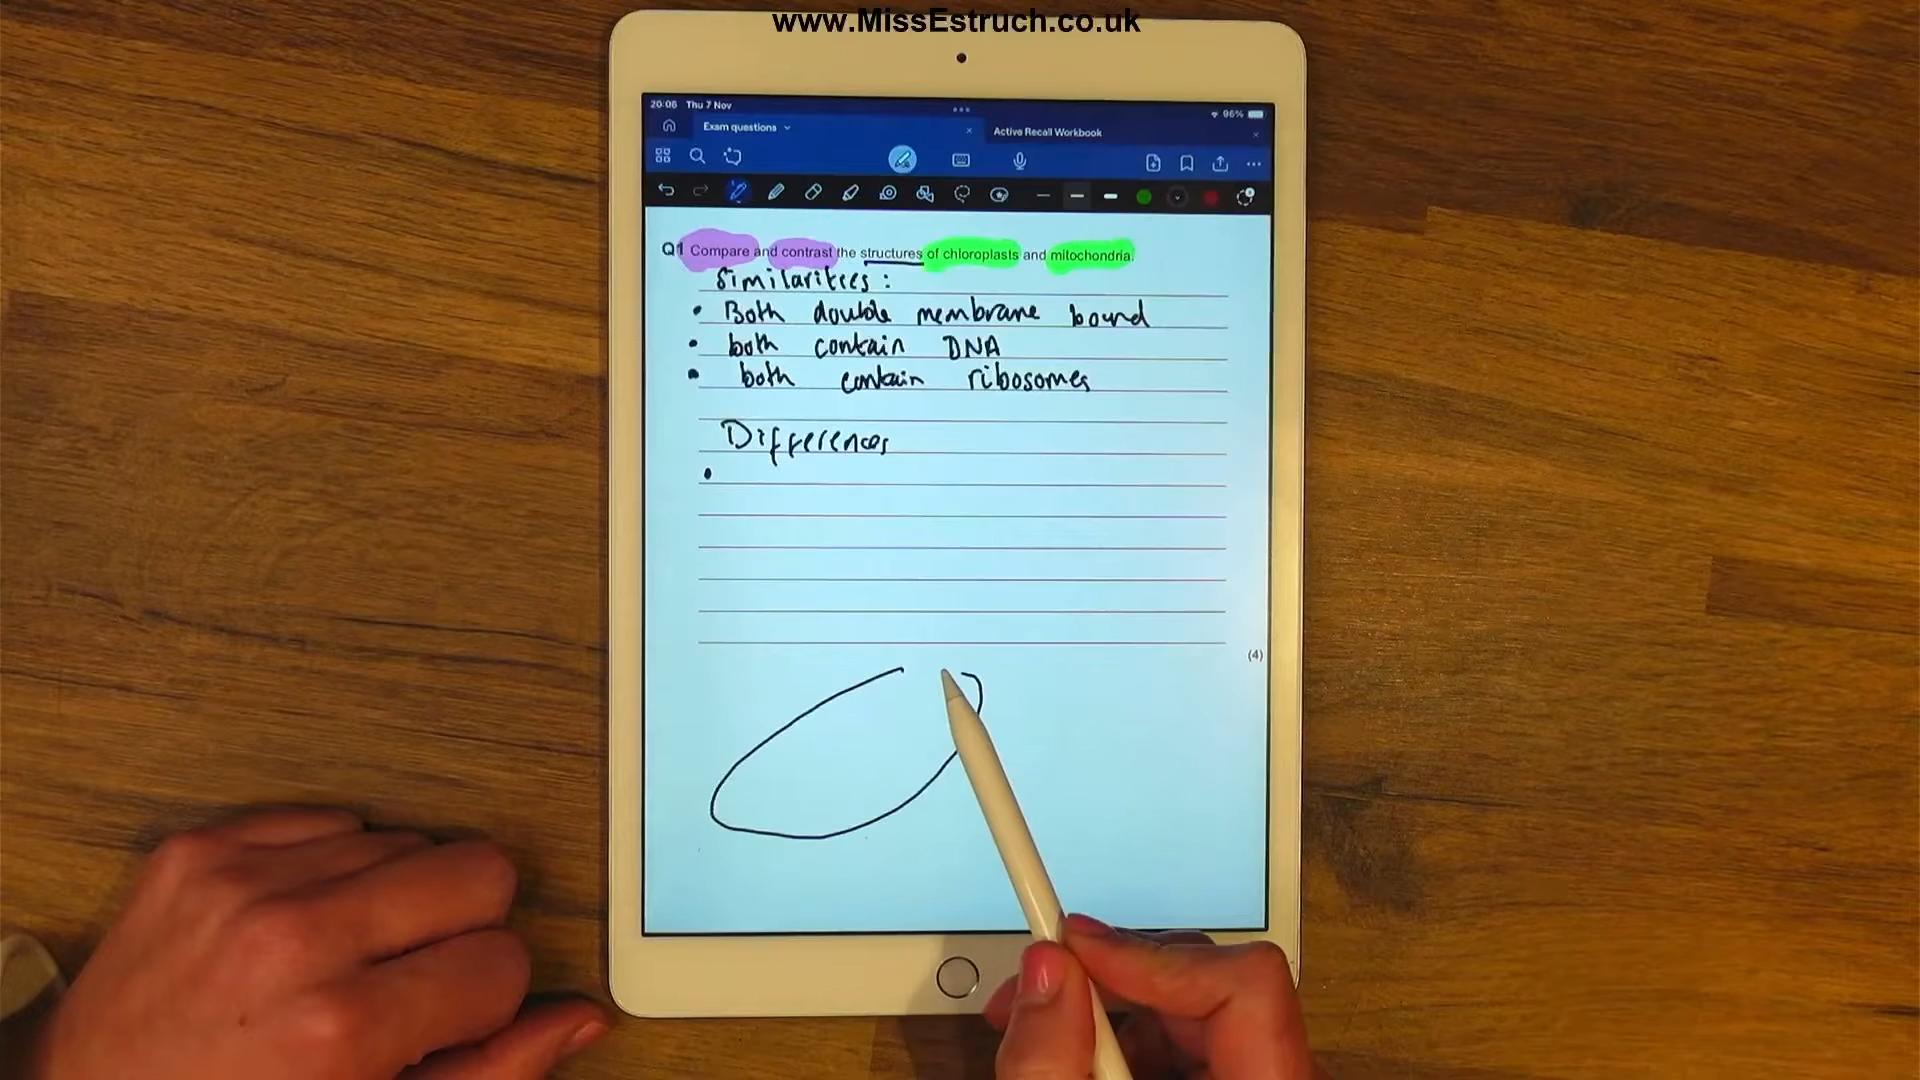 www.MissEstruch.co.uk
20:06 Thu 7 Nov
96%
Exam questions
Active Recall Workbook
Q1 Compare and contrast the structures of chloroplasts and mitochondria.
Similarities:
• Both double membrane bound
• both contain DNA
• both contain ribosomes
Differences
•
(4)